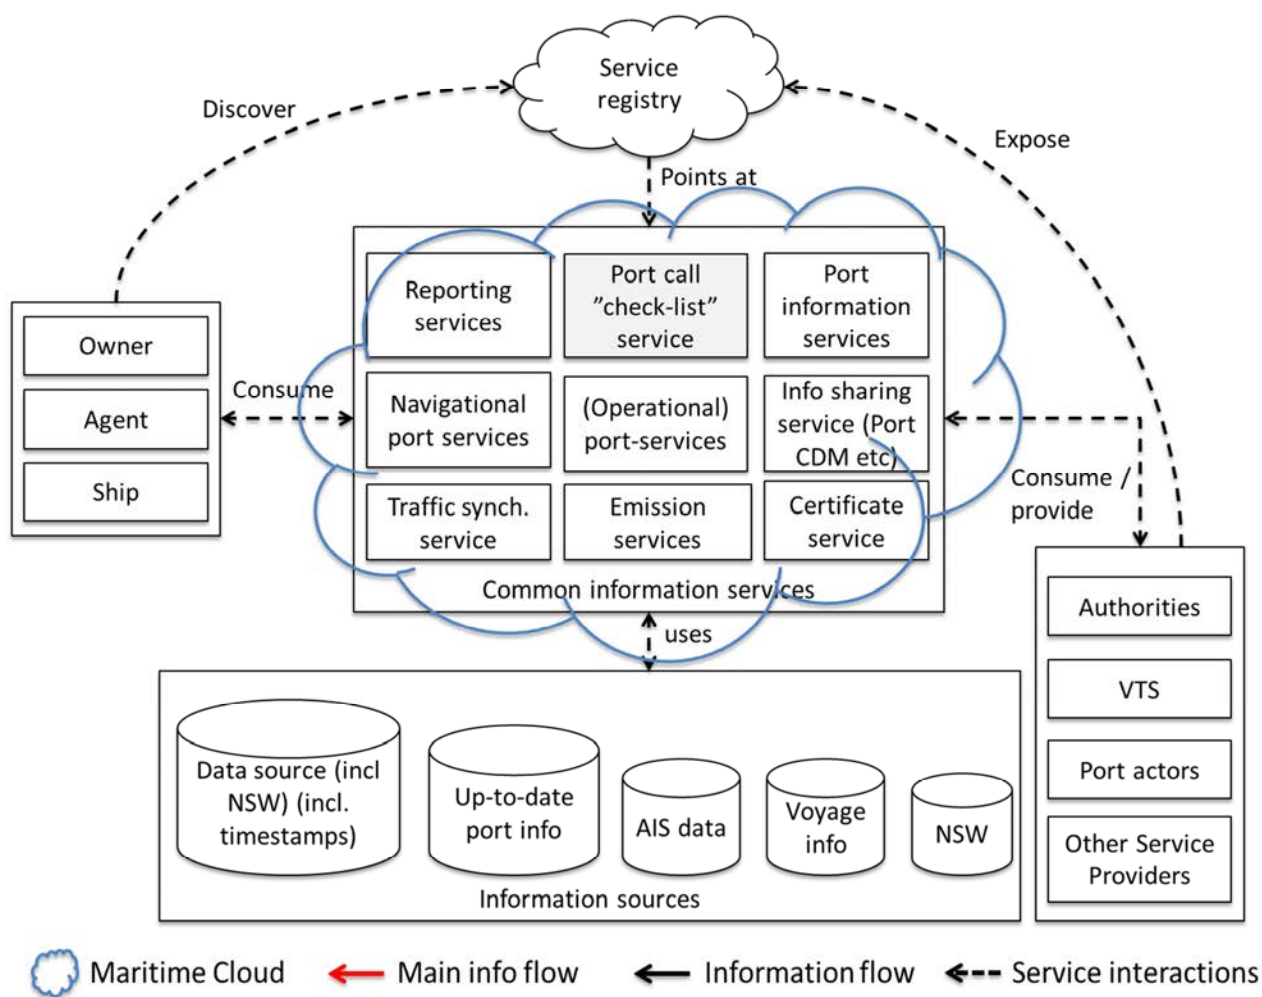 Service
registry
Discover
Expose
Points at
Reporting
services
Port call
”check-list”
service
Port
information
services
Owner
Agent
Ship
Consume
Navigational
port services
(Operational)
port-services
Info sharing
service (Port
CDM etc)
Traffic synch.
service
Emission
services
Certificate
service
Common information services
Consume /
provide
uses
Authorities
VTS
Port actors
Other Service
Providers
Data source (incl
NSW) (incl.
timestamps)
Up-to-date
port info
AIS data
Voyage
info
NSW
Information sources
Maritime Cloud
Main info flow
Information flow
Service interactions